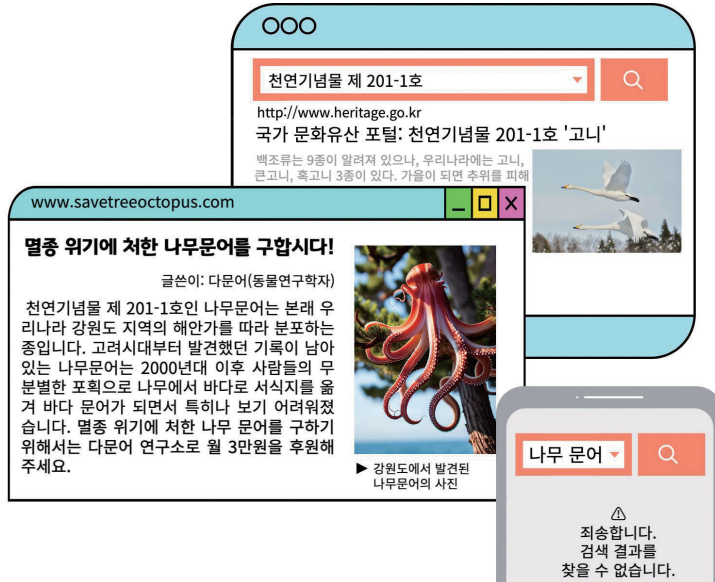 천연기념물 제 201-1호
http://www.heritage.go.kr
국가 문화유산 포털: 천연기념물 201-1호 '고니'
백조류는 9종이 알려져 있으나, 우리나라에는 고니,
큰고니, 혹고니 3종이 있다. 가을이 되면 추위를 피해
www.savetreeoctopus.com
멸종 위기에 처한 나무문어를 구합시다!
글쓴이: 다문어(동물연구학자)
천연기념물 제 201-1호인 나무문어는 본래 우
리나라 강원도 지역의 해안가를 따라 분포하는
종입니다. 고려시대부터 발견했던 기록이 남아
있는 나무문어는 2000년대 이후 사람들의 무
분별한 포획으로 나무에서 바다로 서식지를 옮
겨 바다 문어가 되면서 특히나 보기 어려워졌
습니다. 멸종 위기에 처한 나무 문어를 구하기
위해서는 다문어 연구소로 월 3만원을 후원해
주세요.
▶ 강원도에서 발견된
나무문어의 사진
나무 문어
죄송합니다.
검색 결과를
찾을 수 없습니다.